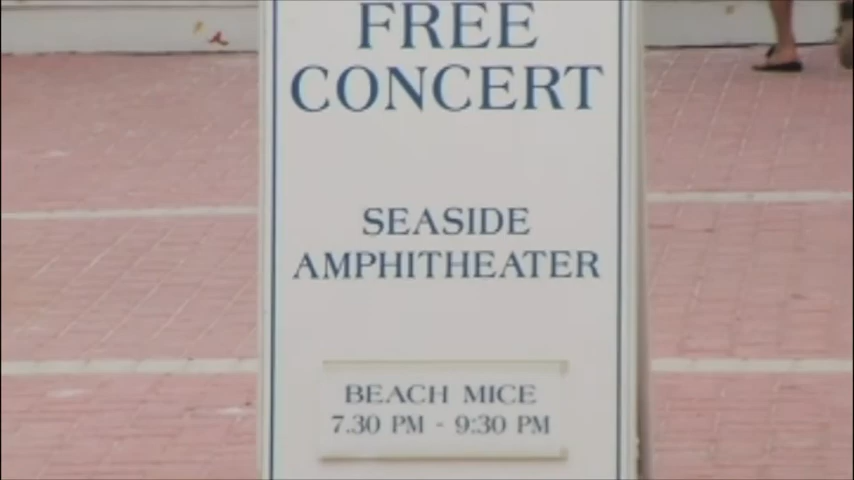 FREE
CONCERT
SEASIDE
AMPHITHEATER
BEACH MICE
7.30 PM - 9:30 PM